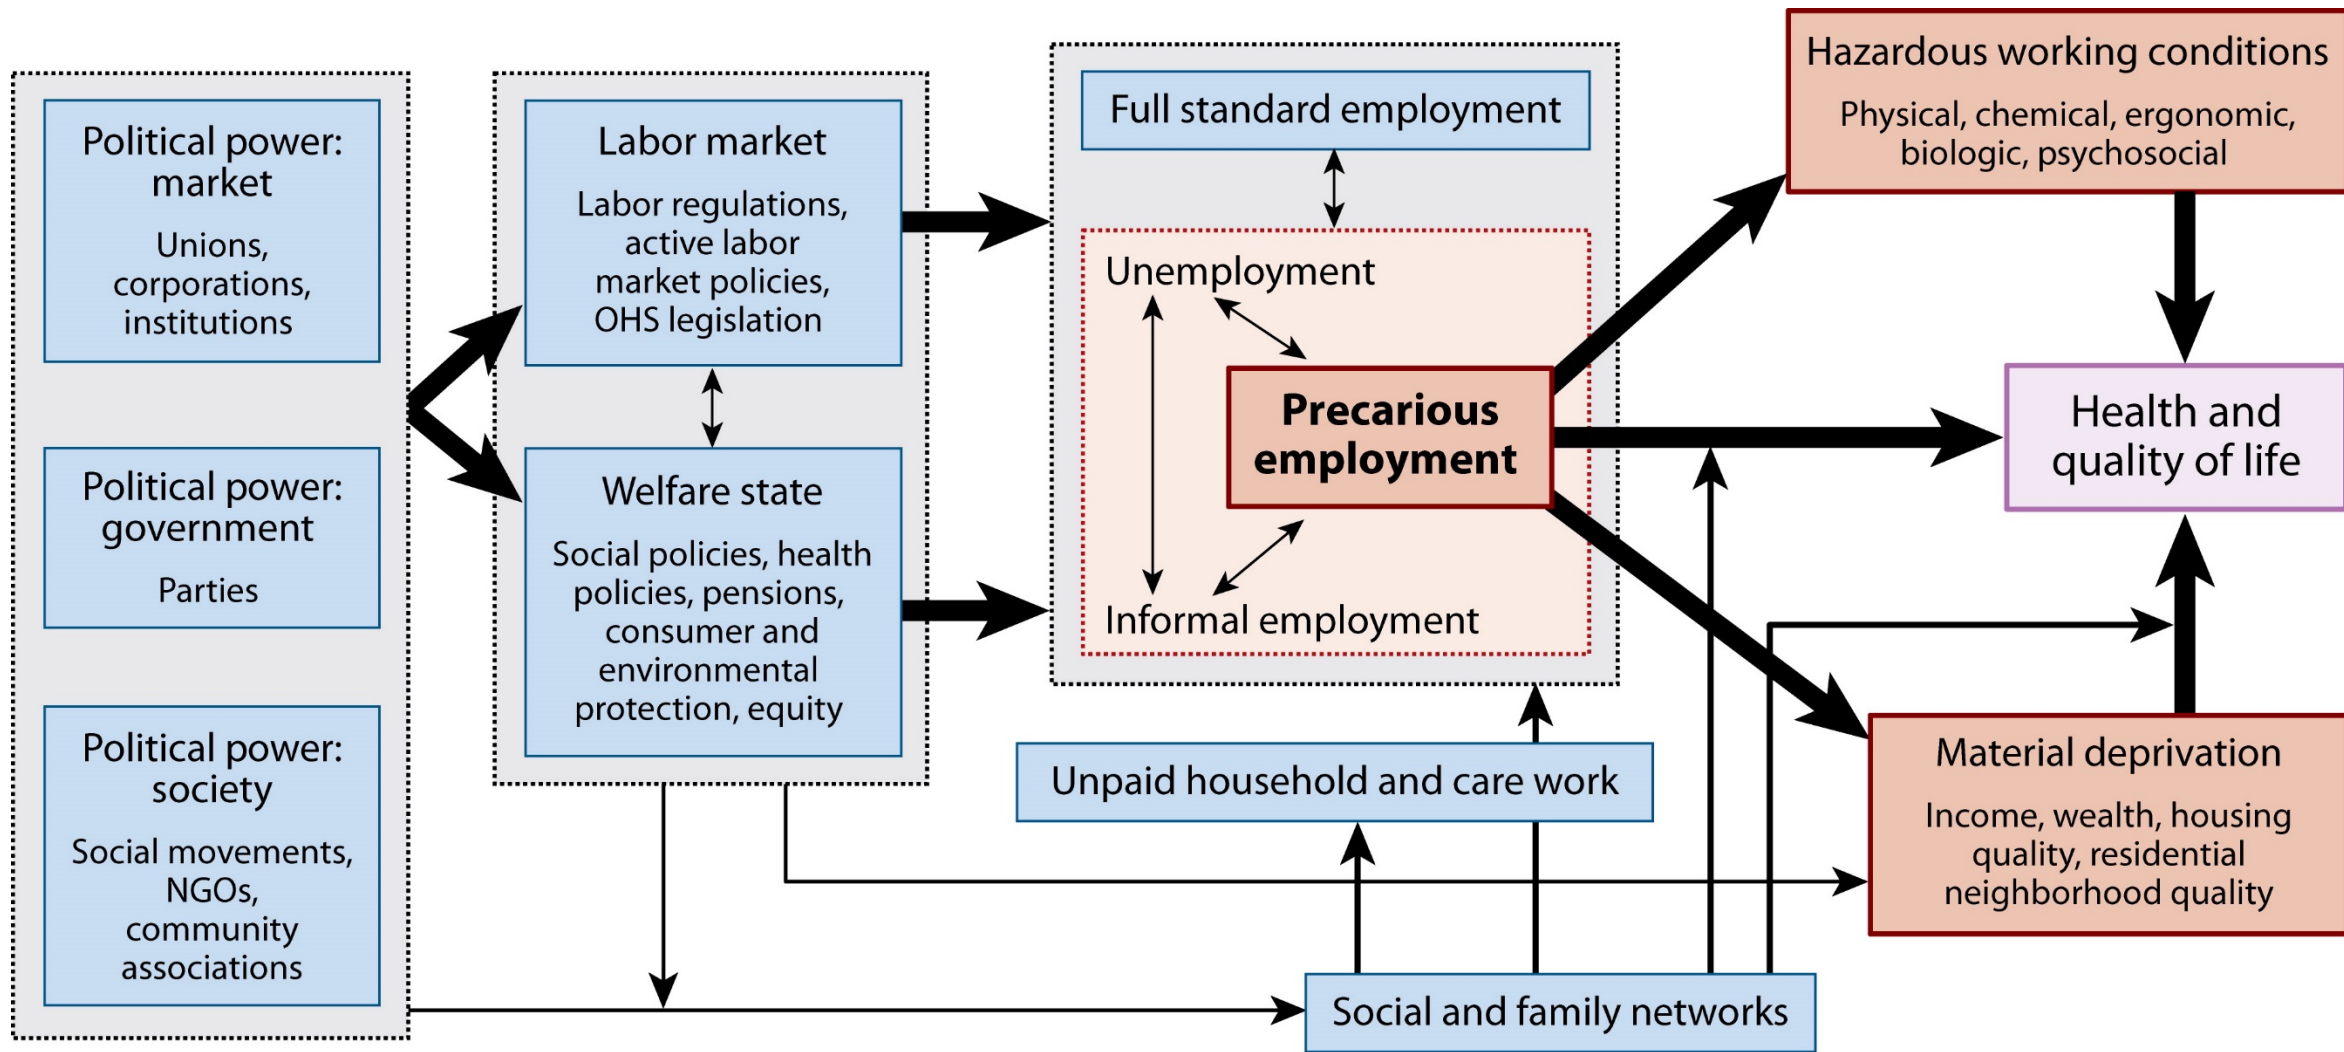 Political power:
market
Unions,
corporations,
institutions
Political power:
government
Parties
Political power:
society
Social movements,
NGOs,
community
associations
Labor market
Labor regulations,
active labor
market policies,
OHS legislation
Welfare state
Social policies, health
policies, pensions,
consumer and
environmental
protection, equity
Full standard employment
Unemployment
Precarious
employment
Informal employment
Unpaid household and care work
Social and family networks
Hazardous working conditions
Physical, chemical, ergonomic,
biologic, psychosocial
Health and
quality of life
Material deprivation
Income, wealth, housing
quality, residential
neighborhood quality